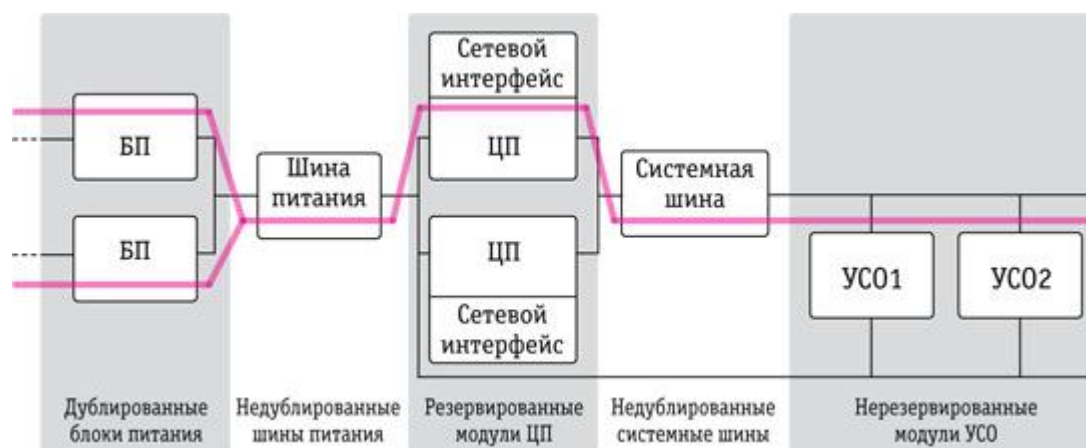 Сетевой
интерфейс
ЦП
БП
Шина
питания
Системная
шина
БП
ЦП
Сетевой
интерфейс
УСО1
УСО2
Дублированные
блоки питания
Недублированные
шины питания
Резервированные
модули ЦП
Недублированные
системные шины
Нерезервированные
модули УСО